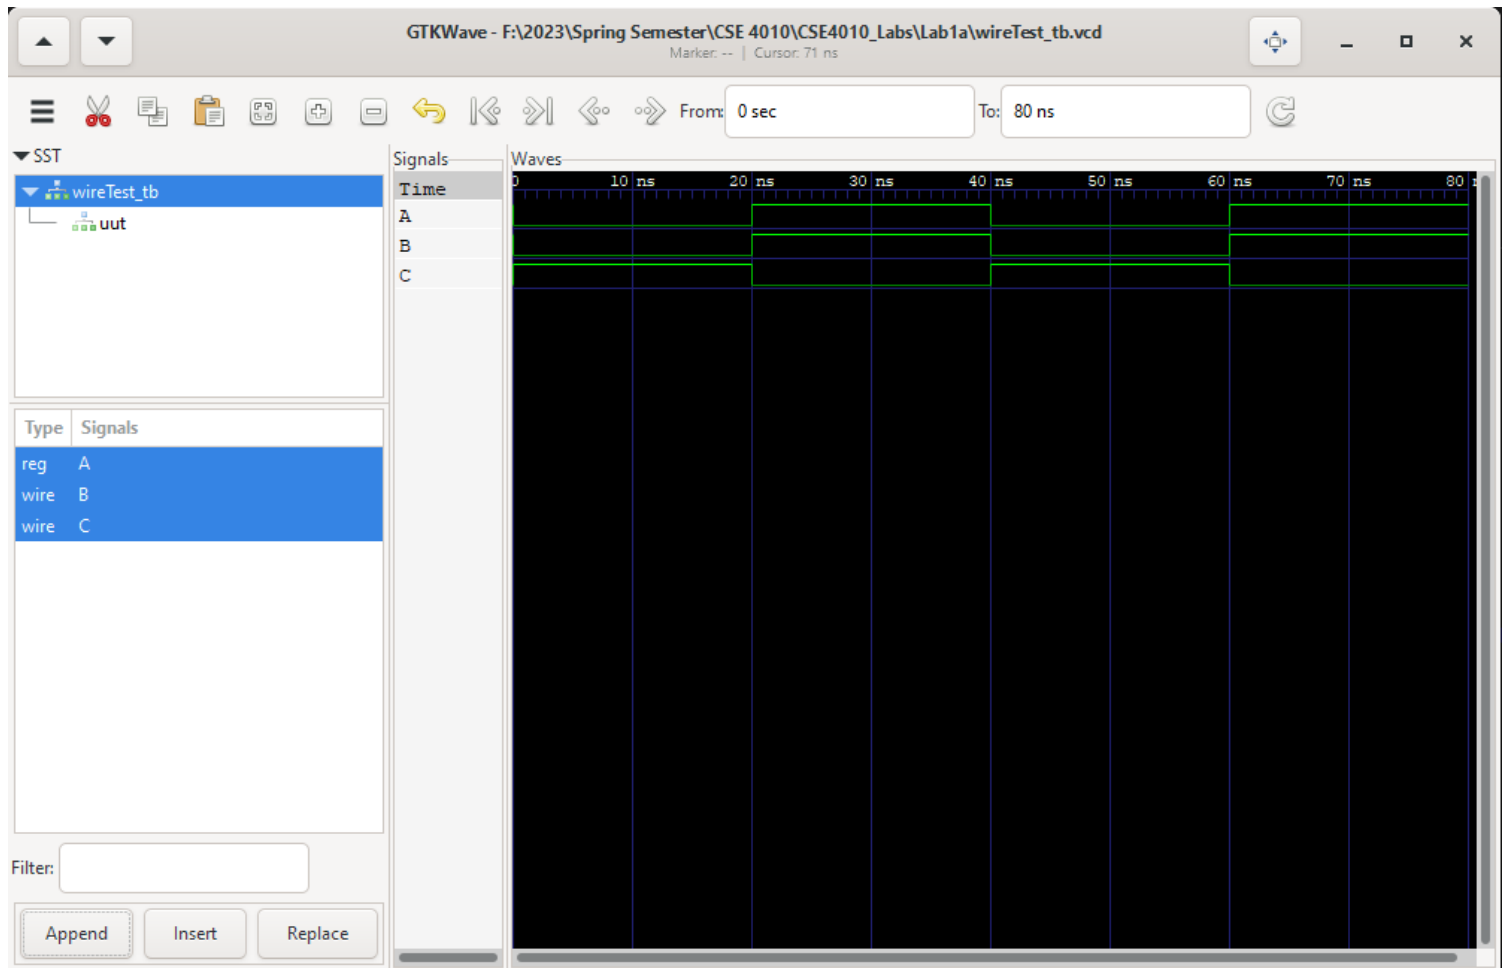 GTKWave - F:\2023\Spring Semester\CSE 4010\CSE4010_Labs\Lab1a\wireTest_tb.vcd
Marker: -- | Cursor: 71 ns
From: 0 sec To: 80 ns
SST
wireTest_tb
uut
Type Signals
reg A
wire B
wire C
Filter:
Append Insert Replace
Signals
Time
A
B
C
Waves
10 ns 20 ns 30 ns 40 ns 50 ns 60 ns 70 ns 80